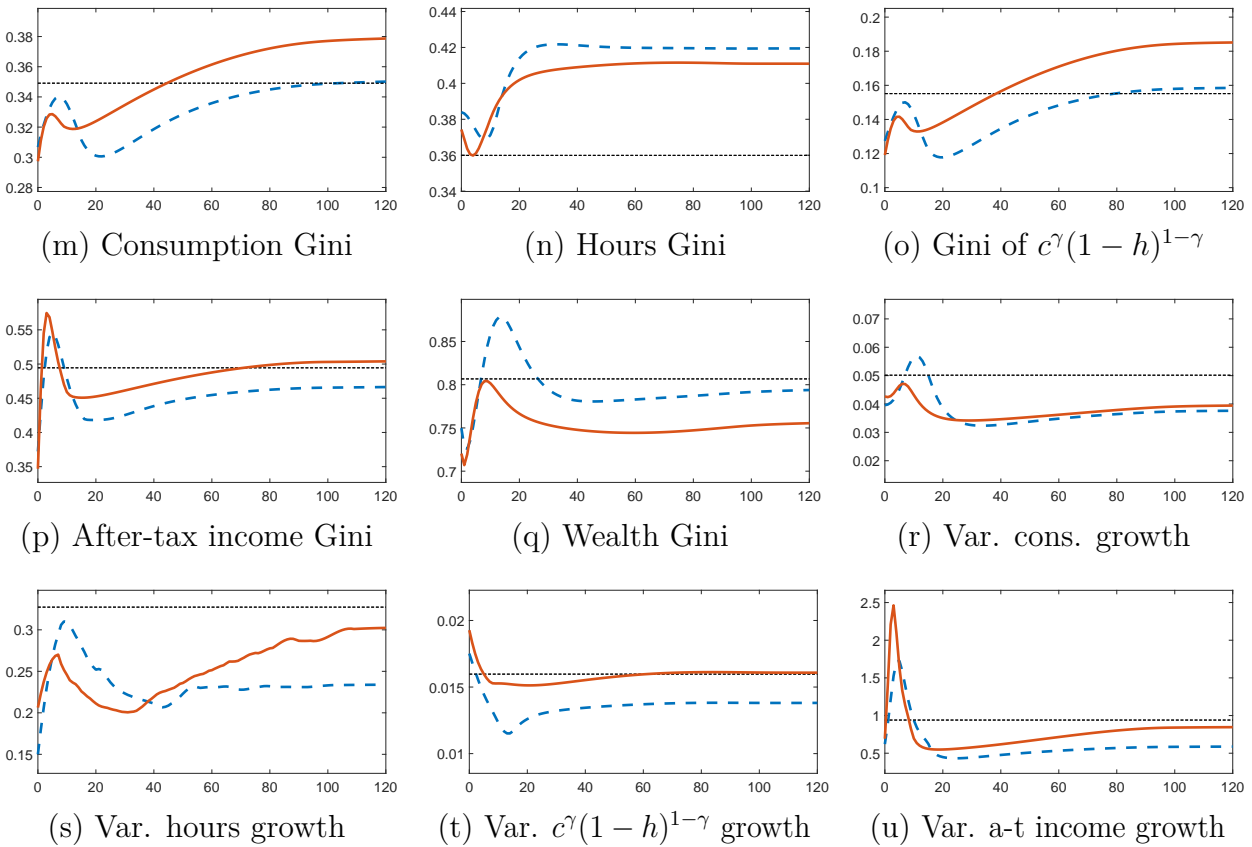 0.38
0.36
0.34
0.32
0.3
0.28
0 20 40 60 80 100 120
(m) Consumption Gini
0.44
0.42
0.4
0.38
0.36
0.34
0 20 40 60 80 100 120
(n) Hours Gini
0.2
0.18
0.16
0.14
0.12
0.1
0 20 40 60 80 100 120
(o) Gini of c^γ(1 − h)^{1−γ}
0.55
0.5
0.45
0.4
0.35
0 20 40 60 80 100 120
(p) After-tax income Gini
0.85
0.8
0.75
0.7
0 20 40 60 80 100 120
(q) Wealth Gini
0.07
0.06
0.05
0.04
0.03
0.02
0 20 40 60 80 100 120
(r) Var. cons. growth
0.3
0.25
0.2
0.15
0 20 40 60 80 100 120
(s) Var. hours growth
0.02
0.015
0.01
0 20 40 60 80 100 120
(t) Var. c^γ(1 − h)^{1−γ} growth
2.5
2
1.5
1
0.5
0 20 40 60 80 100 120
(u) Var. a-t income growth